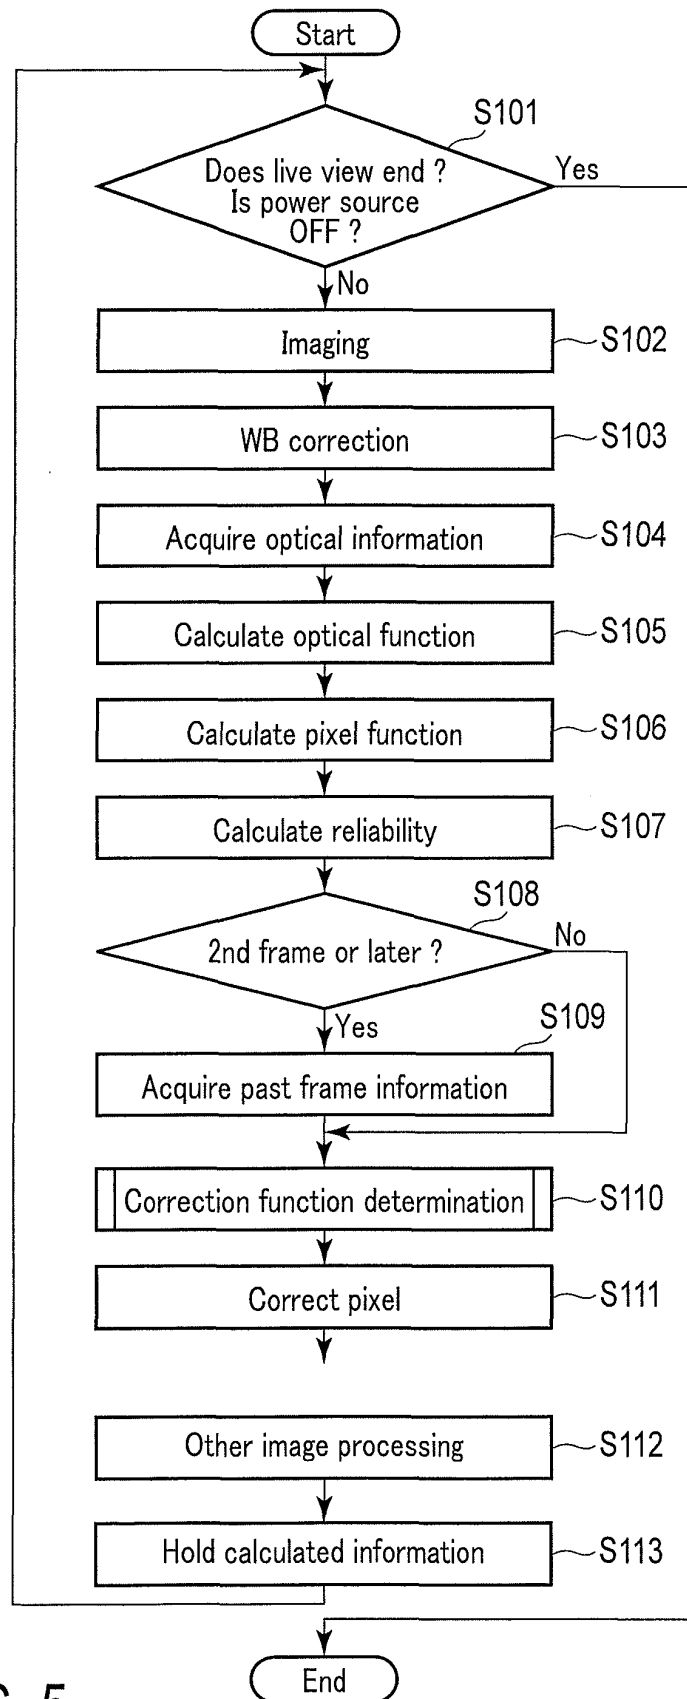 Start
S101
Does live view end ?
Is power source
OFF ?
Yes
No
Imaging
S102
WB correction
S103
Acquire optical information
S104
Calculate optical function
S105
Calculate pixel function
S106
Calculate reliability
S107
S108
2nd frame or later ?
No
Yes
S109
Acquire past frame information
Correction function determination
S110
Correct pixel
S111
Other image processing
S112
Hold calculated information
S113
End